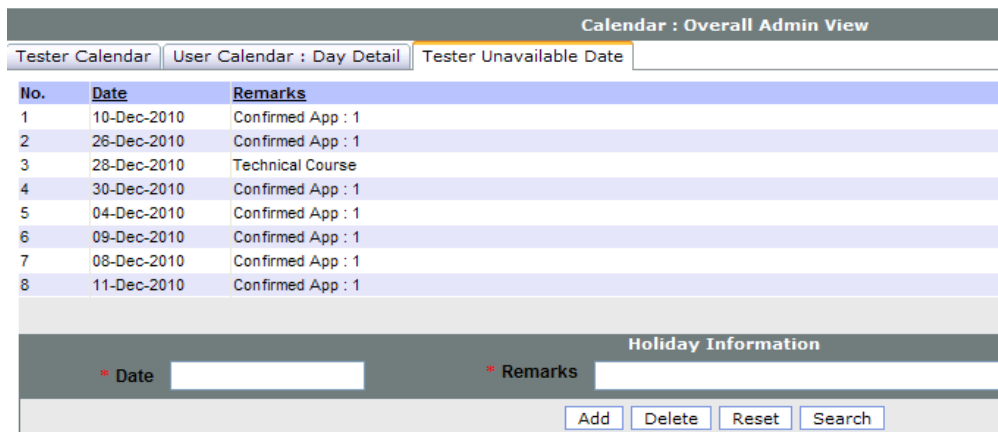 Calendar : Overall Admin View
Tester Calendar User Calendar : Day Detail Tester Unavailable Date
No. Date Remarks
1 10-Dec-2010 Confirmed App : 1
2 26-Dec-2010 Confirmed App : 1
3 28-Dec-2010 Technical Course
4 30-Dec-2010 Confirmed App : 1
5 04-Dec-2010 Confirmed App : 1
6 09-Dec-2010 Confirmed App : 1
7 08-Dec-2010 Confirmed App : 1
8 11-Dec-2010 Confirmed App : 1
Holiday Information
* Date * Remarks
Add Delete Reset Search